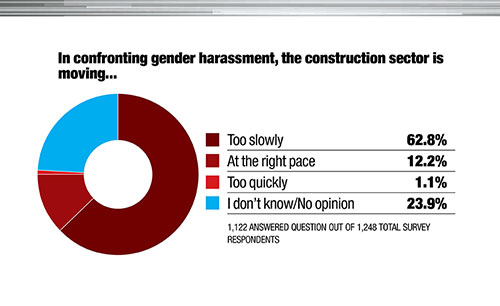 In confronting gender harassment, the construction sector is
moving...
Too slowly 62.8%
At the right pace 12.2%
Too quickly 1.1%
I don't know/No opinion 23.9%
1,122 ANSWERED QUESTION OUT OF 1,248 TOTAL SURVEY
RESPONDENTS